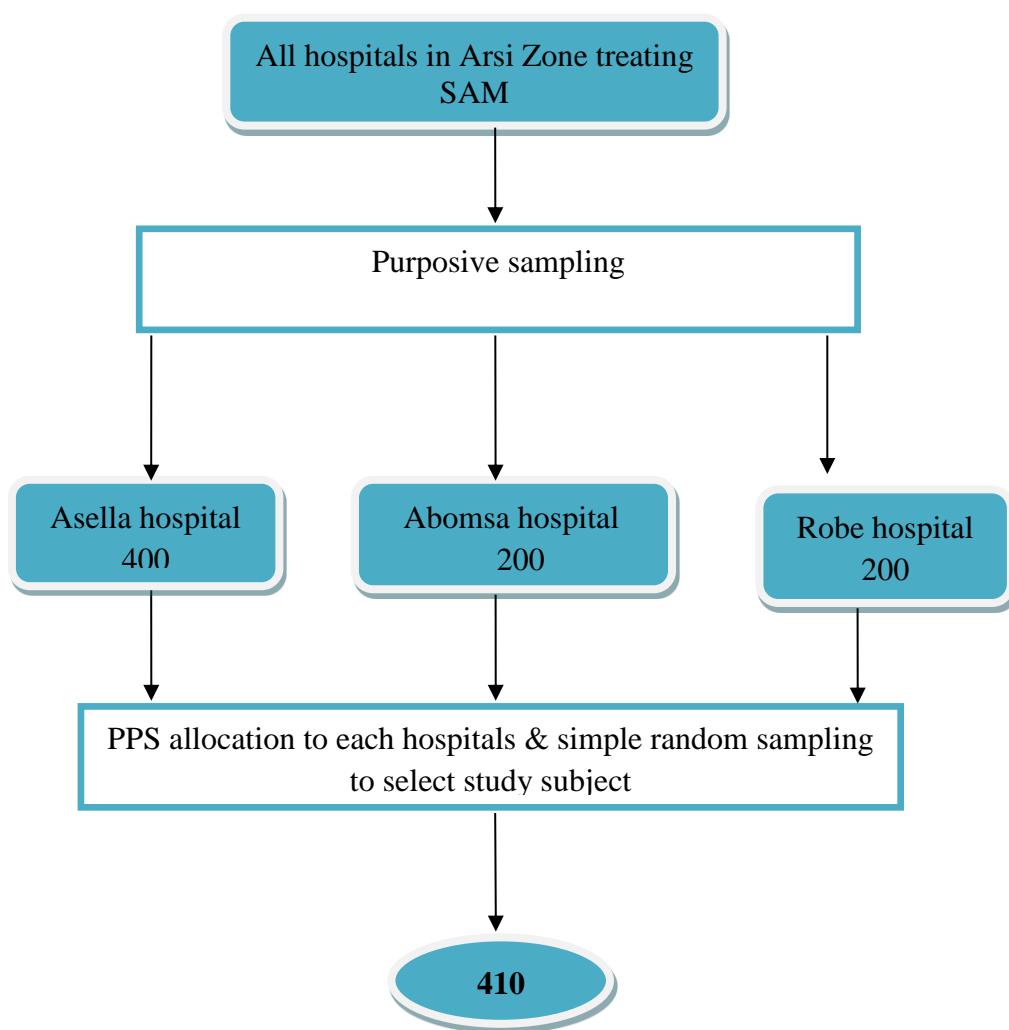 All hospitals in Arsi Zone treating
SAM
Purposive sampling
Asella hospital
400
Abomsa hospital
200
Robe hospital
200
PPS allocation to each hospitals & simple random sampling
to select study subject
410